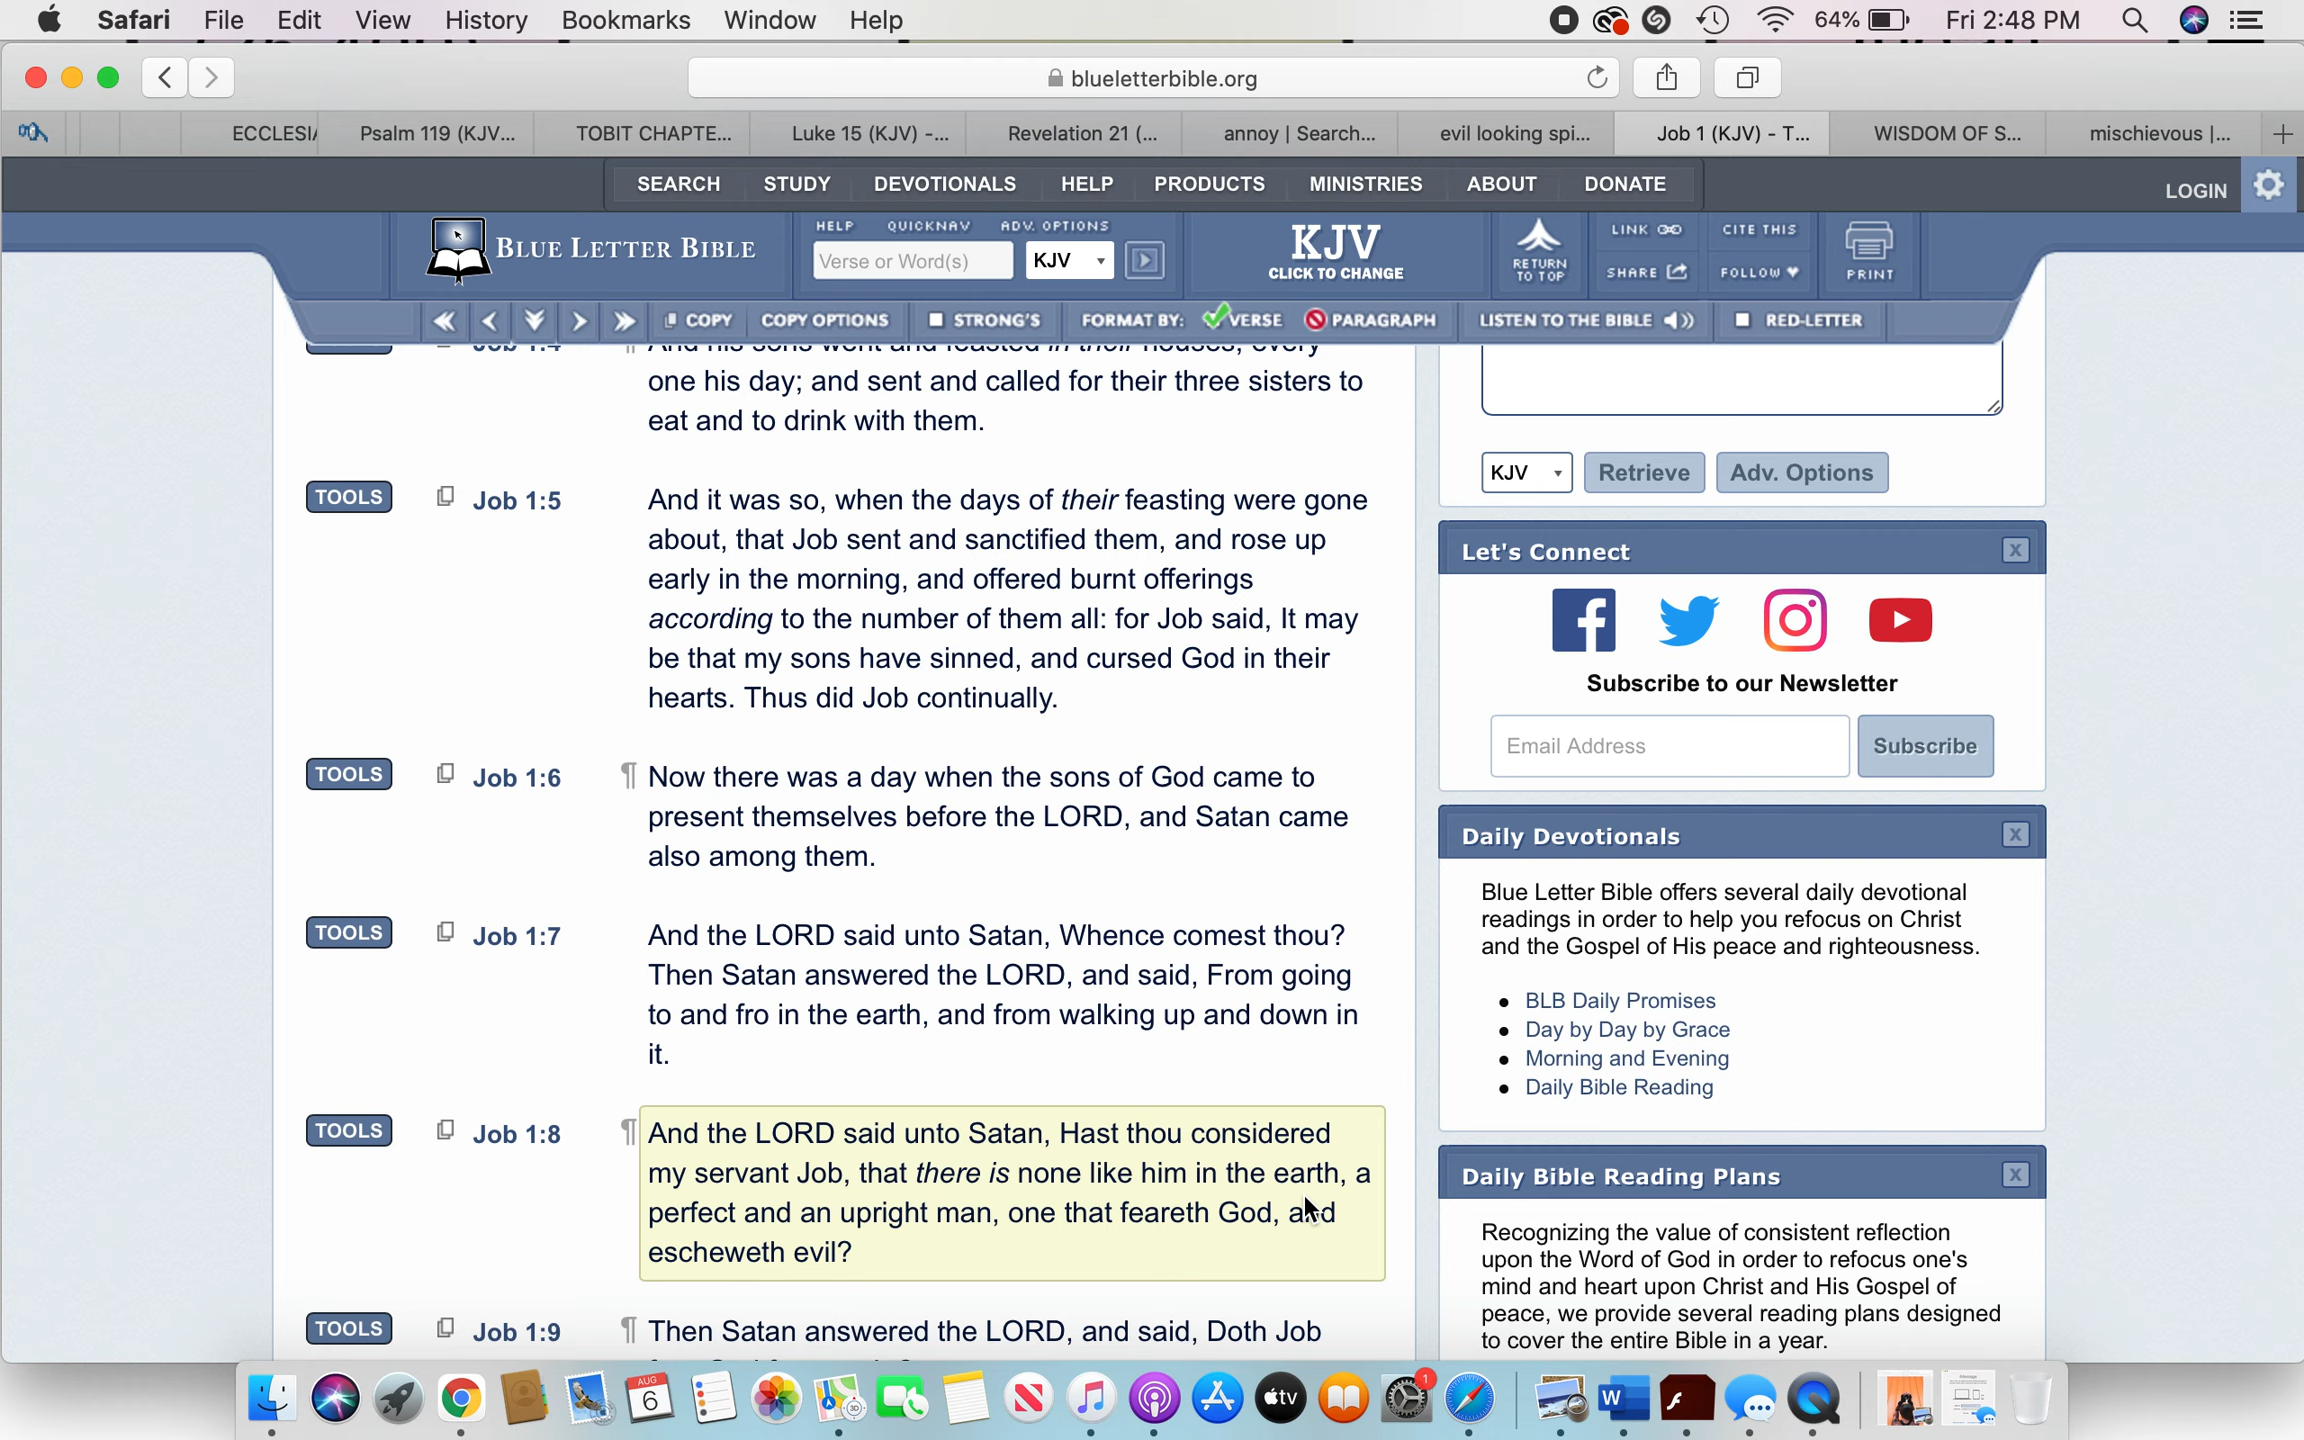 Safari File Edit View History Bookmarks Window Help 64% Fri 2:48 PM
blueletterbible.org
ECCLESIA Psalm 119 (KJV... TOBIT CHAPTE... Luke 15 (KJV) -... Revelation 21 (... annoy | Search... evil looking spi... Job 1 (KJV) - T... WISDOM OF S... mischievous |...
SEARCH STUDY DEVOTIONALS HELP PRODUCTS MINISTRIES ABOUT DONATE LOGIN
HELP QUICKNAV ADV. OPTIONS
BLUE LETTER BIBLE
Verse or Word(s) KJV
KJV
CLICK TO CHANGE
RETURN
TO TOP
LINK CITE THIS
SHARE FOLLOW
PRINT
COPY COPY OPTIONS STRONG'S FORMAT BY: VERSE PARAGRAPH LISTEN TO THE BIBLE RED-LETTER
Job 1:4 ¶ And his sons went and feasted in their houses, every
one his day; and sent and called for their three sisters to
eat and to drink with them.
TOOLS Job 1:5 And it was so, when the days of their feasting were gone
about, that Job sent and sanctified them, and rose up
early in the morning, and offered burnt offerings
according to the number of them all: for Job said, It may
be that my sons have sinned, and cursed God in their
hearts. Thus did Job continually.
TOOLS Job 1:6 ¶ Now there was a day when the sons of God came to
present themselves before the LORD, and Satan came
also among them.
TOOLS Job 1:7 And the LORD said unto Satan, Whence comest thou?
Then Satan answered the LORD, and said, From going
to and fro in the earth, and from walking up and down in
it.
TOOLS Job 1:8 ¶ And the LORD said unto Satan, Hast thou considered
my servant Job, that there is none like him in the earth, a
perfect and an upright man, one that feareth God, and
escheweth evil?
TOOLS Job 1:9 ¶ Then Satan answered the LORD, and said, Doth Job
KJV Retrieve Adv. Options
Let's Connect X
Subscribe to our Newsletter
Email Address Subscribe
Daily Devotionals X
Blue Letter Bible offers several daily devotional
readings in order to help you refocus on Christ
and the Gospel of His peace and righteousness.
BLB Daily Promises
Day by Day by Grace
Morning and Evening
Daily Bible Reading
Daily Bible Reading Plans X
Recognizing the value of consistent reflection
upon the Word of God in order to refocus one's
mind and heart upon Christ and His Gospel of
peace, we provide several reading plans designed
to cover the entire Bible in a year.
AUG
6
3D
tv
1
W